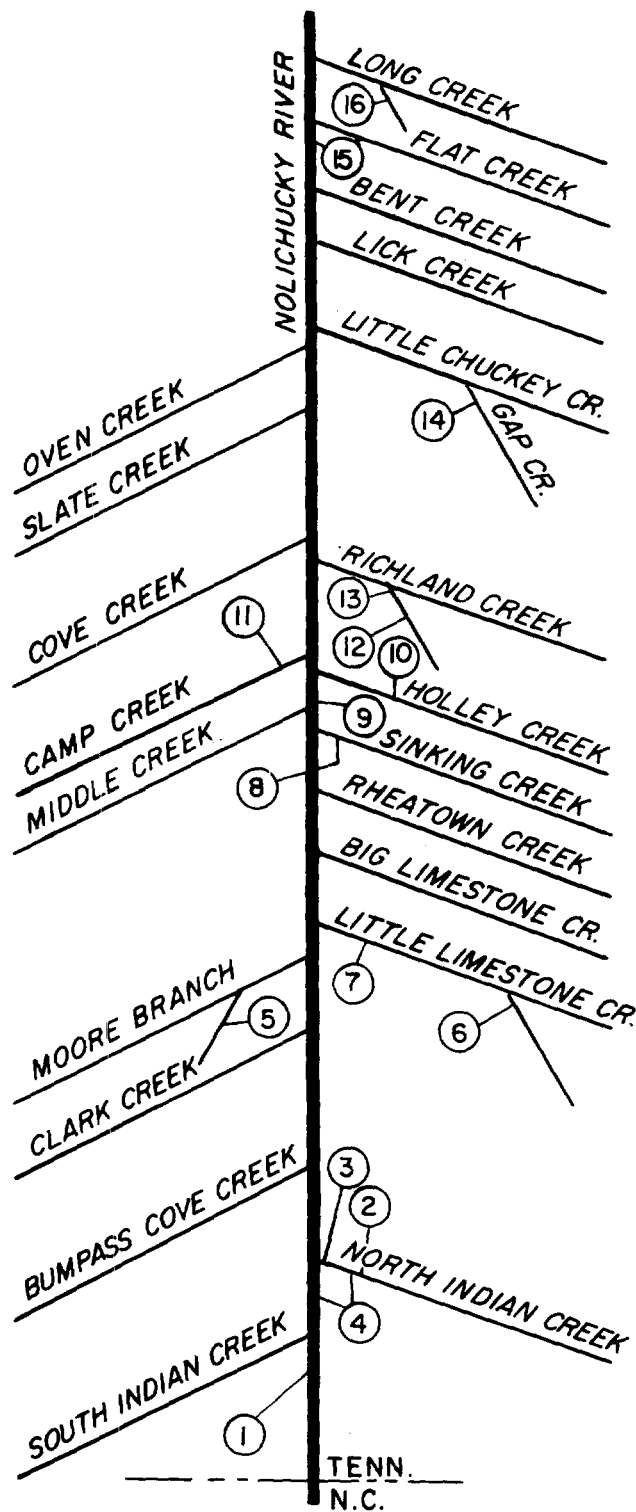 LONG CREEK
16
FLAT CREEK
15
BENT CREEK
LICK CREEK
NOLICHUCKY RIVER
LITTLE CHUCKEY CR.
14
GAP CR.
OVEN CREEK
SLATE CREEK
RICHLAND CREEK
13
12
COVE CREEK
11
10
HOLLEY CREEK
CAMP CREEK
9
SINKING CREEK
MIDDLE CREEK
8
RHEATOWN CREEK
BIG LIMESTONE CR.
LITTLE LIMESTONE CR.
7
6
MOORE BRANCH
5
CLARK CREEK
3
2
BUMPASS COVE CREEK
NORTH INDIAN CREEK
4
SOUTH INDIAN CREEK
1
TENN.
N.C.